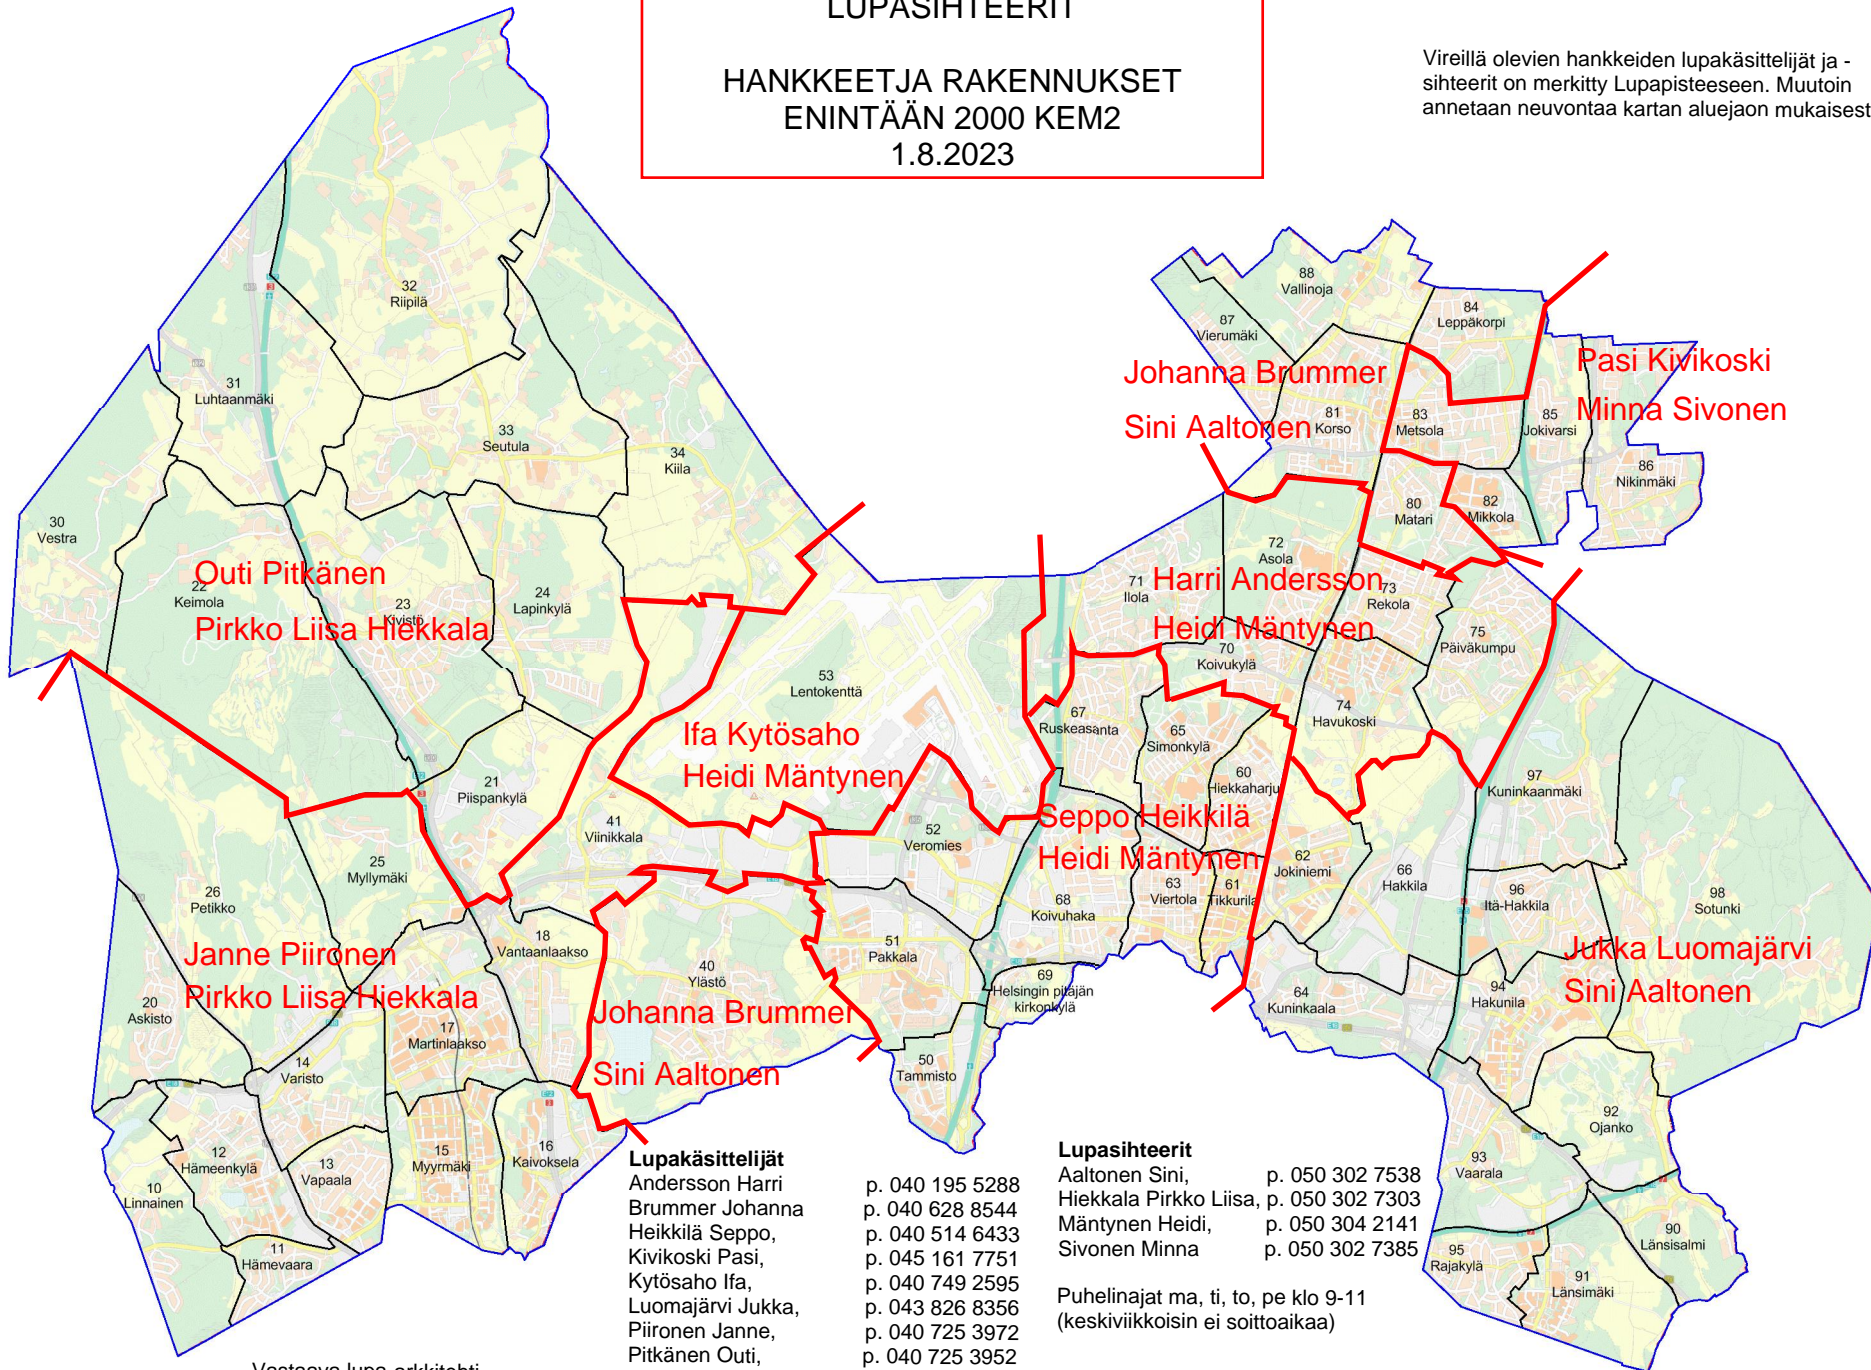 LUPASIHTEERIT
HANKKEETJA RAKENNUKSET
ENINTÄÄN 2000 KEM2
1.8.2023
Vireillä olevien hankkeiden lupakäsittelijät ja -
sihteerit on merkitty Lupapisteeseen. Muutoin
annetaan neuvontaa kartan aluejaon mukaisest
88
Vallinoja
87
Vierumäki
84
Leppäkorpi
32
Riipilä
31
Luhtaanmäki
33
Seutula
34
Kiila
Johanna Brummer
Sini Aaltonen
81
Korso
83
Metsola
85
Jokivarsi
Pasi Kivikoski
Minna Sivonen
86
Nikinmäki
80
Matari
82
Mikkola
30
Vestra
22
Keimola
Outi Pitkänen
Pirkko Liisa Hiekkala
23
Kivistö
24
Lapinkylä
71
Ilola
72
Asola
Harri Andersson
Heidi Mäntynen
73
Rekola
75
Päiväkumpu
70
Koivukylä
53
Lentokenttä
Ifa Kytösaho
Heidi Mäntynen
67
Ruskeasanta
65
Simonkylä
74
Havukoski
60
Hiekkaharju
97
Kuninkaanmäki
21
Piispankylä
41
Viinikkala
52
Veromies
Seppo Heikkilä
Heidi Mäntynen
25
Myllymäki
26
Petikko
62
Jokiniemi
66
Hakkila
63
Viertola
61
Tikkurila
68
Koivuhaka
96
Itä-Hakkila
98
Sotunki
Janne Piironen
Pirkko Liisa Hiekkala
18
Vantaanlaakso
40
Ylästö
51
Pakkala
Jukka Luomajärvi
Sini Aaltonen
20
Askisto
17
Martinlaakso
Johanna Brummer
Sini Aaltonen
69
Helsingin pitäjän
kirkonkylä
64
Kuninkaala
94
Hakunila
14
Varisto
50
Tammisto
92
Ojanko
12
Hämeenkylä
13
Vapaala
15
Myyrmäki
16
Kaivoksela
93
Vaarala
10
Linnainen
11
Hämevaara
90
Länsisalmi
95
Rajakylä
91
Länsimäki
Lupakäsittelijät
Andersson Harri p. 040 195 5288
Brummer Johanna p. 040 628 8544
Heikkilä Seppo, p. 040 514 6433
Kivikoski Pasi, p. 045 161 7751
Kytösaho Ifa, p. 040 749 2595
Luomajärvi Jukka, p. 043 826 8356
Piironen Janne, p. 040 725 3972
Pitkänen Outi, p. 040 725 3952
Lupasihteerit
Aaltonen Sini, p. 050 302 7538
Hiekkala Pirkko Liisa, p. 050 302 7303
Mäntynen Heidi, p. 050 304 2141
Sivonen Minna p. 050 302 7385
Puhelinajat ma, ti, to, pe klo 9-11
(keskiviikkoisin ei soittoaikaa)
Vastaava lupa-arkkitehti